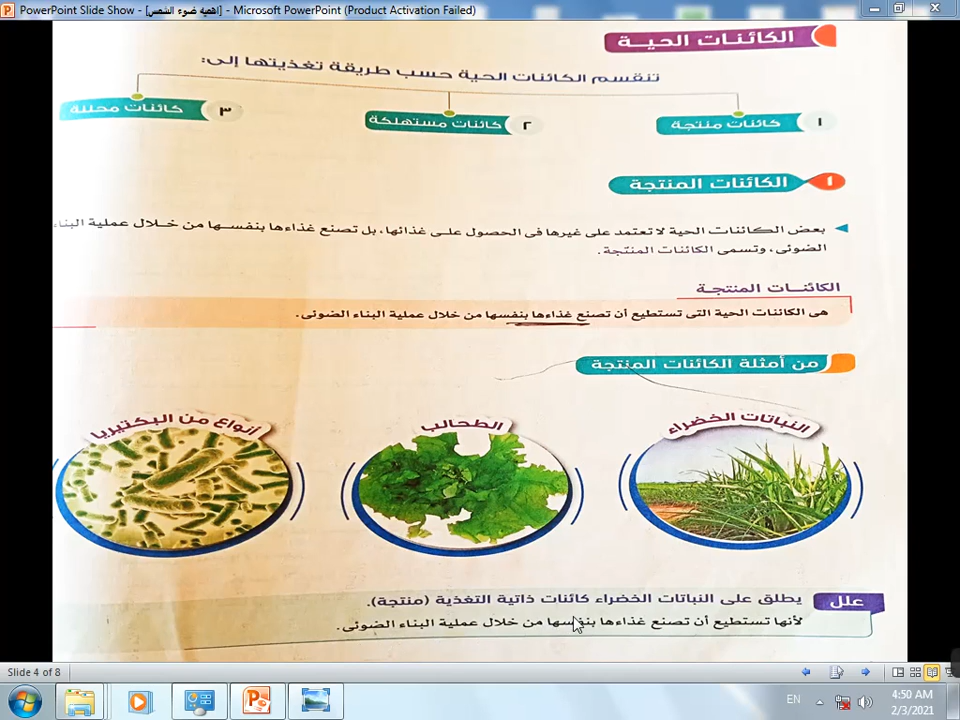 PowerPoint Slide Show - [اهمية ضوء الشمس] - Microsoft PowerPoint (Product Activation Failed)
الكائنات الحية
تنقسم الكائنات الحية حسب طريقة تغذيتها إلى:
١ كائنات منتجة
٢ كائنات مستهلكة
٣ كائنات محللة
١ الكائنات المنتجة
بعض الكائنات الحية لا تعتمد على غيرها فى الحصول على غذائها، بل تصنع غذاءها بنفسها من خلال عملية البناء
الضوئى، وتسمى الكائنات المنتجة.
الكائنات المنتجة
هى الكائنات الحية التى تستطيع أن تصنع غذاءها بنفسها من خلال عملية البناء الضوئى.
من أمثلة الكائنات المنتجة
النباتات الخضراء
الطحالب
أنواع من البكتيريا
علل
يطلق على النباتات الخضراء كائنات ذاتية التغذية (منتجة).
لأنها تستطيع أن تصنع غذاءها بنفسها من خلال عملية البناء الضوئى.
Slide 4 of 8
EN
4:50 AM
2/3/2021